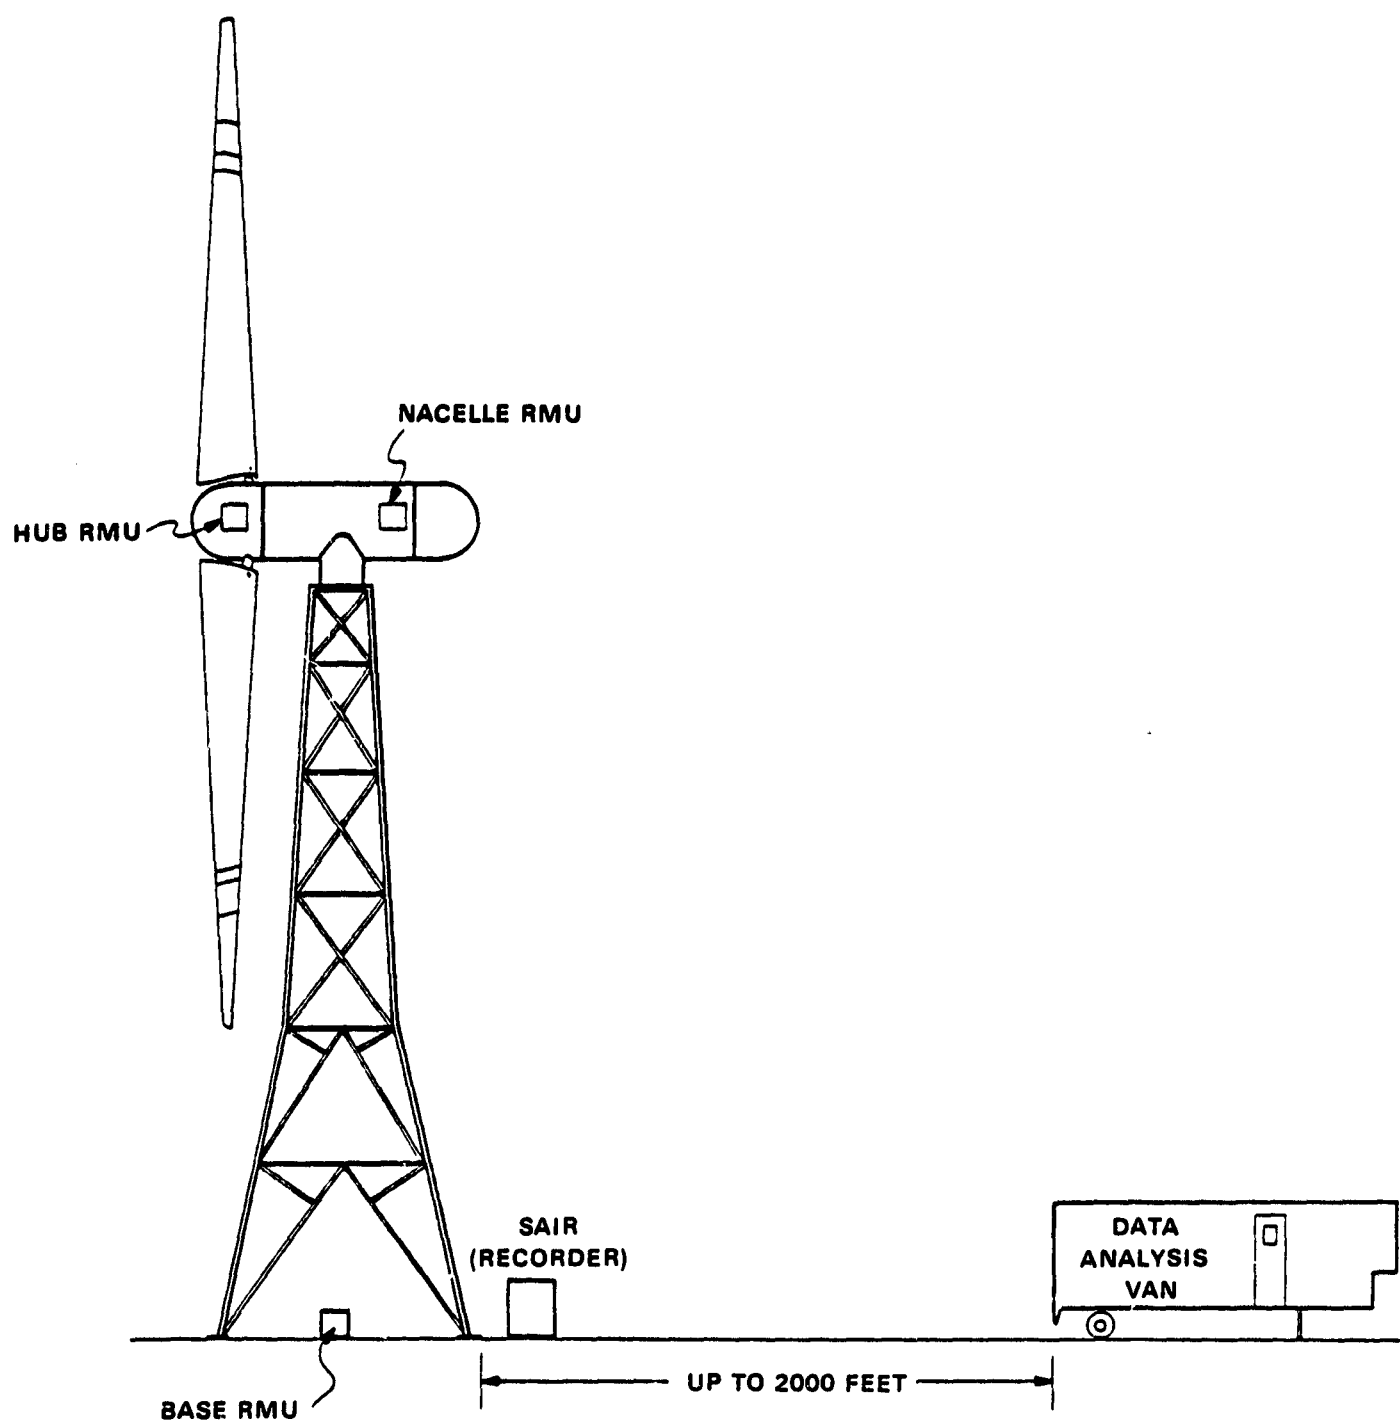 NACELLE RMU
HUB RMU
SAIR
(RECORDER)
DATA
ANALYSIS
VAN
UP TO 2000 FEET
BASE RMU